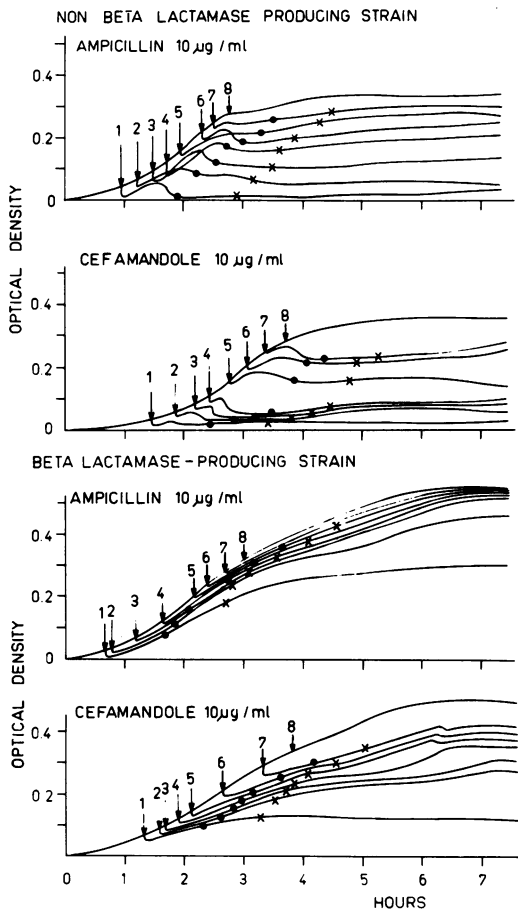 NON BETA LACTAMASE PRODUCING STRAIN
AMPICILLIN 10 µg/ml
0.4
0.2
0
1 2 3 4 5 6 7 8
CEFAMANDOLE 10 µg/ml
0.4
0.2
0
1 2 3 4 5 6 7 8
OPTICAL DENSITY
BETA LACTAMASE-PRODUCING STRAIN
AMPICILLIN 10 µg/ml
0.4
0.2
0
1 2 3 4 5 6 7 8
CEFAMANDOLE 10 µg/ml
0.4
0.2
1 2 3 4 5 6 7 8
OPTICAL DENSITY
0 1 2 3 4 5 6 7
HOURS